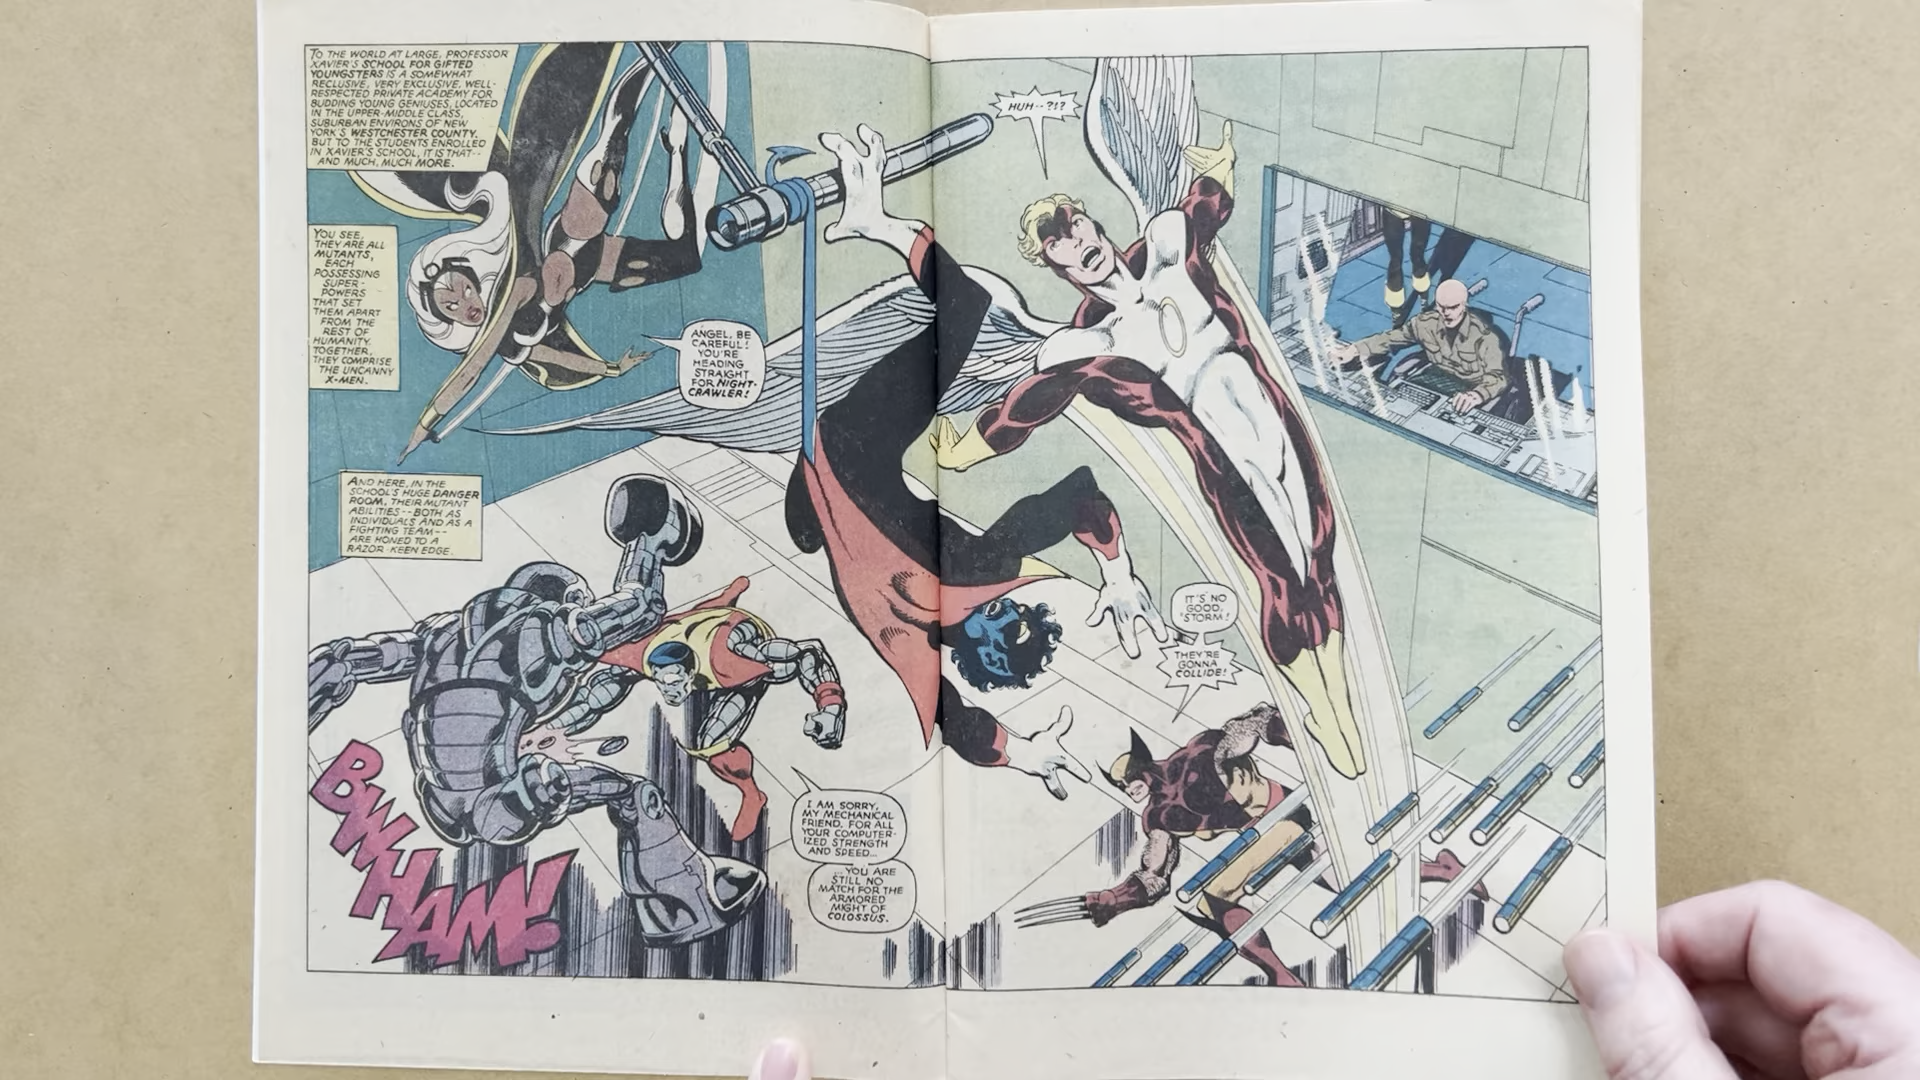 TO THE WORLD AT LARGE, PROFESSOR
XAVIER'S SCHOOL FOR GIFTED
YOUNGSTERS IS A SOMEWHAT
RECLUSIVE, VERY EXCLUSIVE, WELL-
RESPECTED PRIVATE ACADEMY FOR
BUDDING YOUNG GENIUSES, LOCATED
IN THE UPPER-MIDDLE CLASS,
SUBURBAN ENVIRONS OF NEW
YORK'S WESTCHESTER COUNTY.
BUT TO THE STUDENTS ENROLLED
IN XAVIER'S SCHOOL, IT IS THAT--
AND MUCH, MUCH MORE.
YOU SEE,
THEY ARE ALL
MUTANTS,
EACH
POSSESSING
SUPER-
POWERS
THAT SET
THEM APART
FROM THE
REST OF
HUMANITY.
TOGETHER,
THEY COMPRISE
THE UNCANNY
X-MEN.
ANGEL, BE
CAREFUL!
YOU'RE
HEADING
STRAIGHT
FOR NIGHT-
CRAWLER!
HUH--?!?
AND HERE, IN THE
SCHOOL'S HUGE DANGER
ROOM, THEIR MUTANT
ABILITIES--BOTH AS
INDIVIDUALS AND AS A
FIGHTING TEAM--
ARE HONED TO A
RAZOR-KEEN EDGE.
IT'S NO
GOOD,
STORM!
THEY'RE
GONNA
COLLIDE!
BWHAM!
I AM SORRY,
MY MECHANICAL
FRIEND. FOR ALL
YOUR COMPUTER-
IZED STRENGTH
AND SPEED...
...YOU ARE
STILL NO
MATCH FOR THE
ARMORED
MIGHT OF
COLOSSUS.